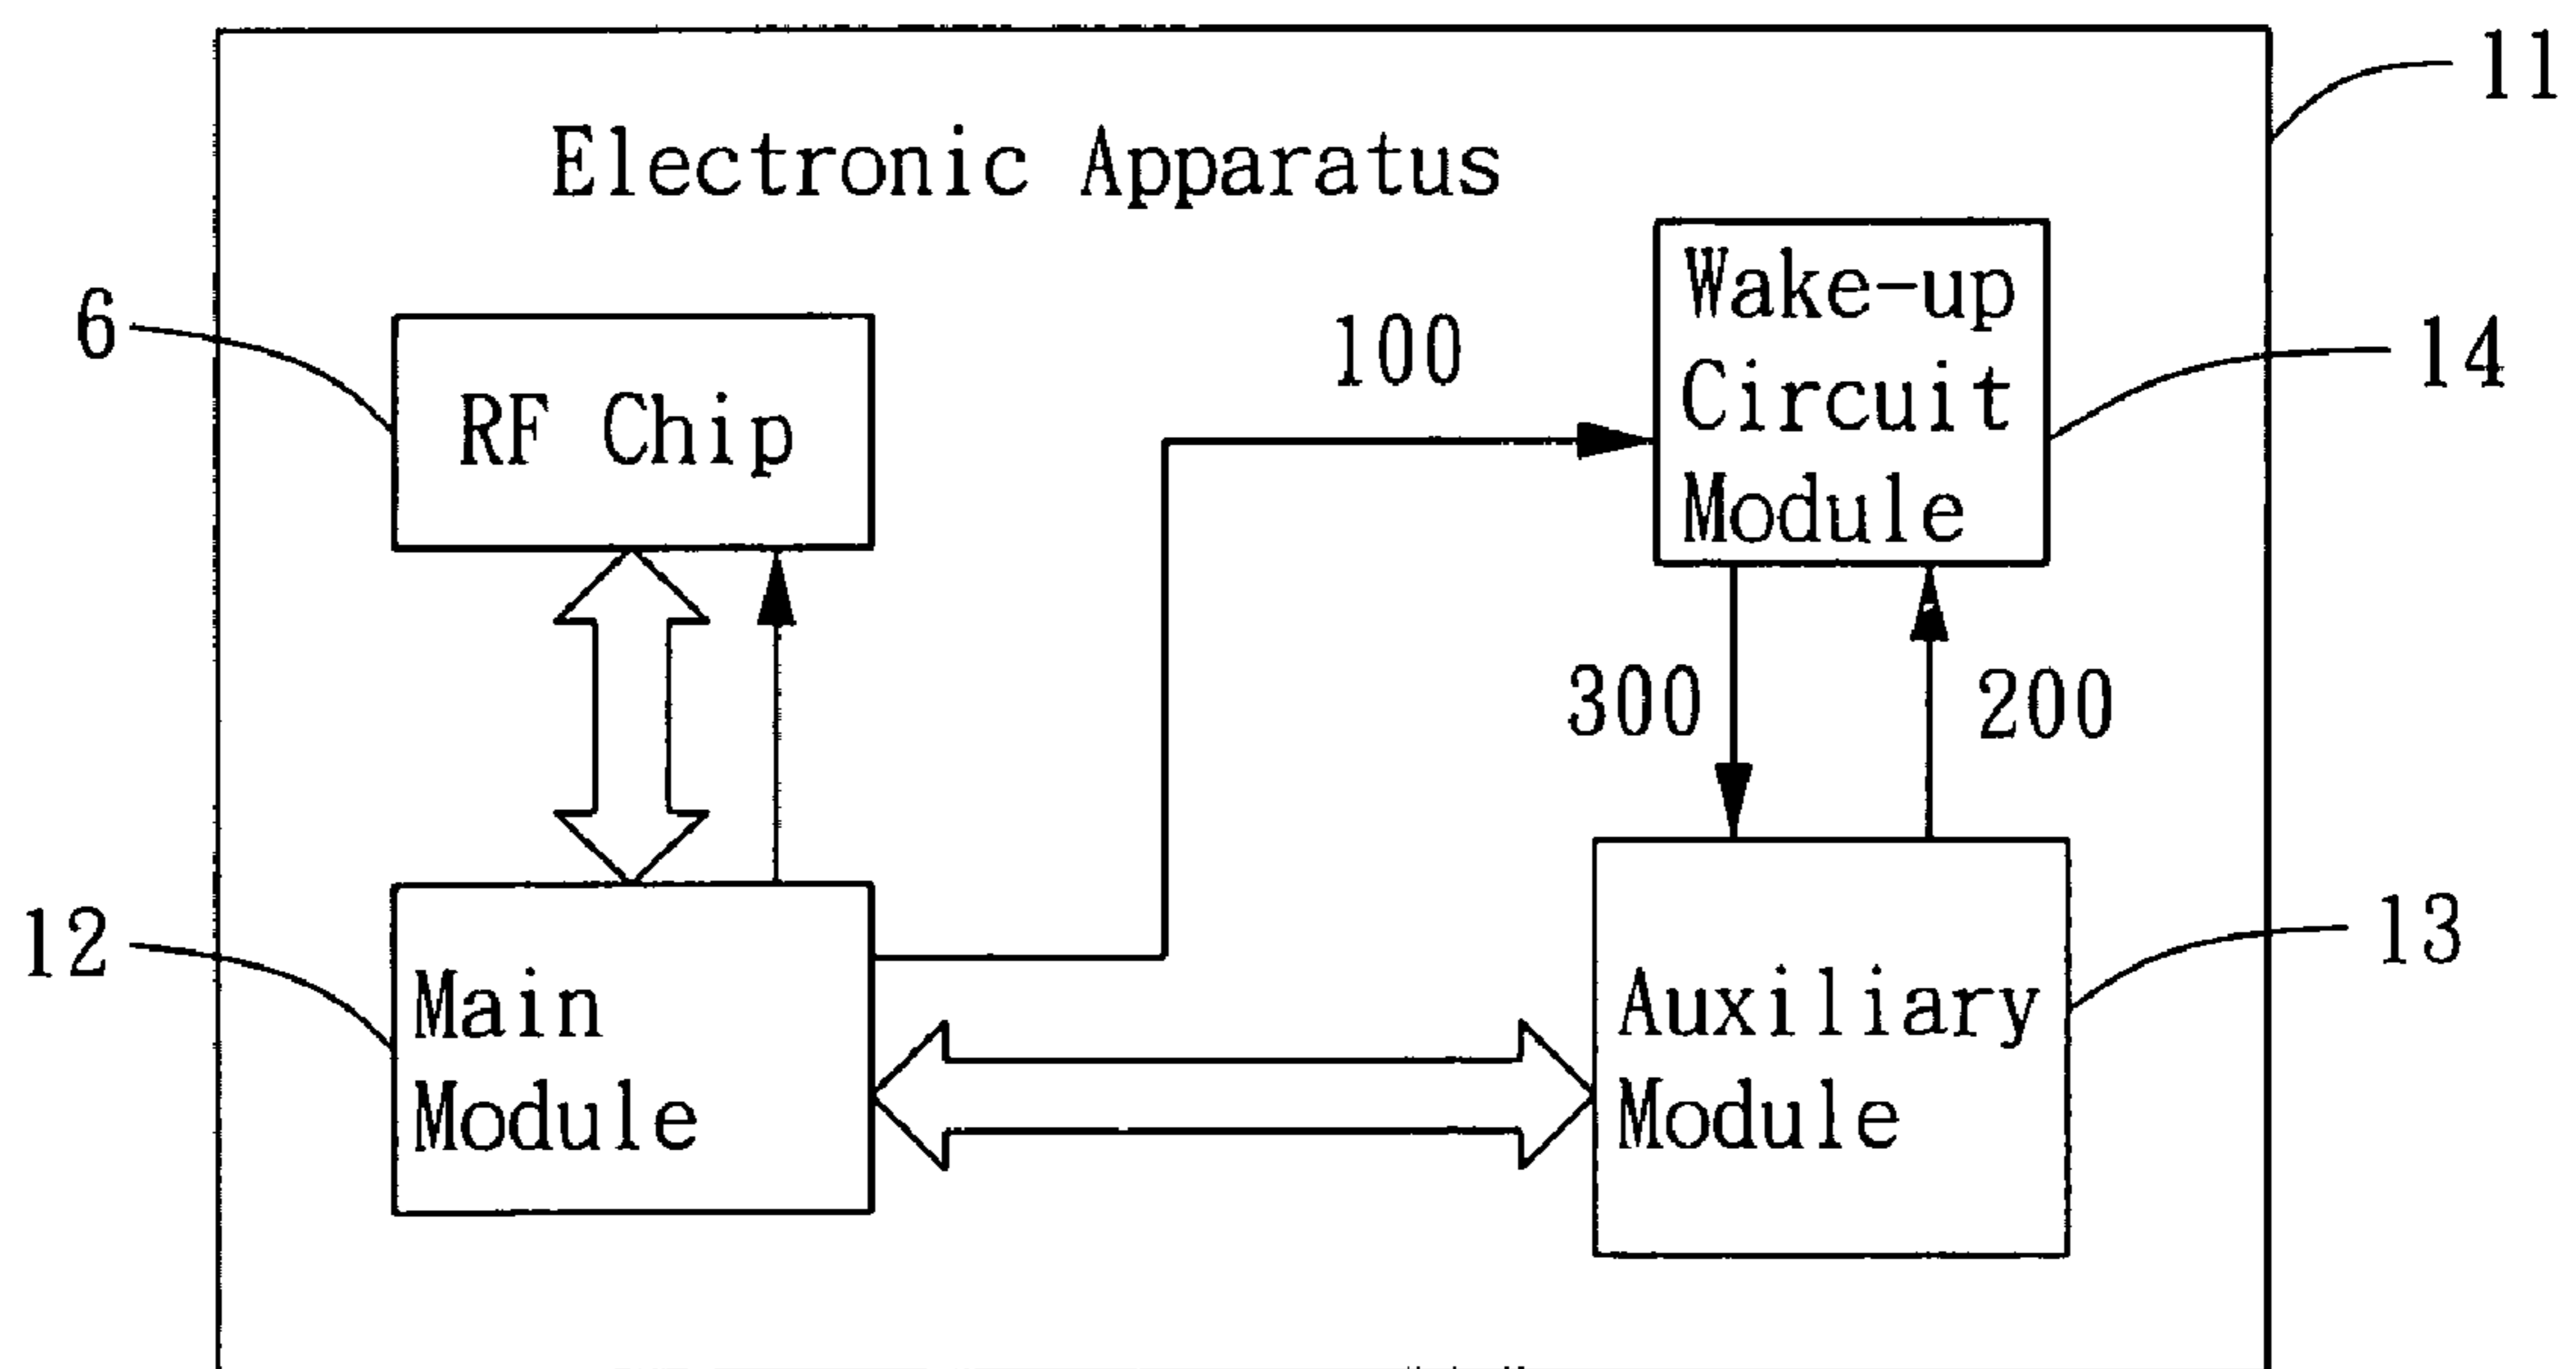 11
Electronic Apparatus
6
RF Chip
100
Wake-up
Circuit
Module
14
300
200
12
Main
Module
Auxiliary
Module
13